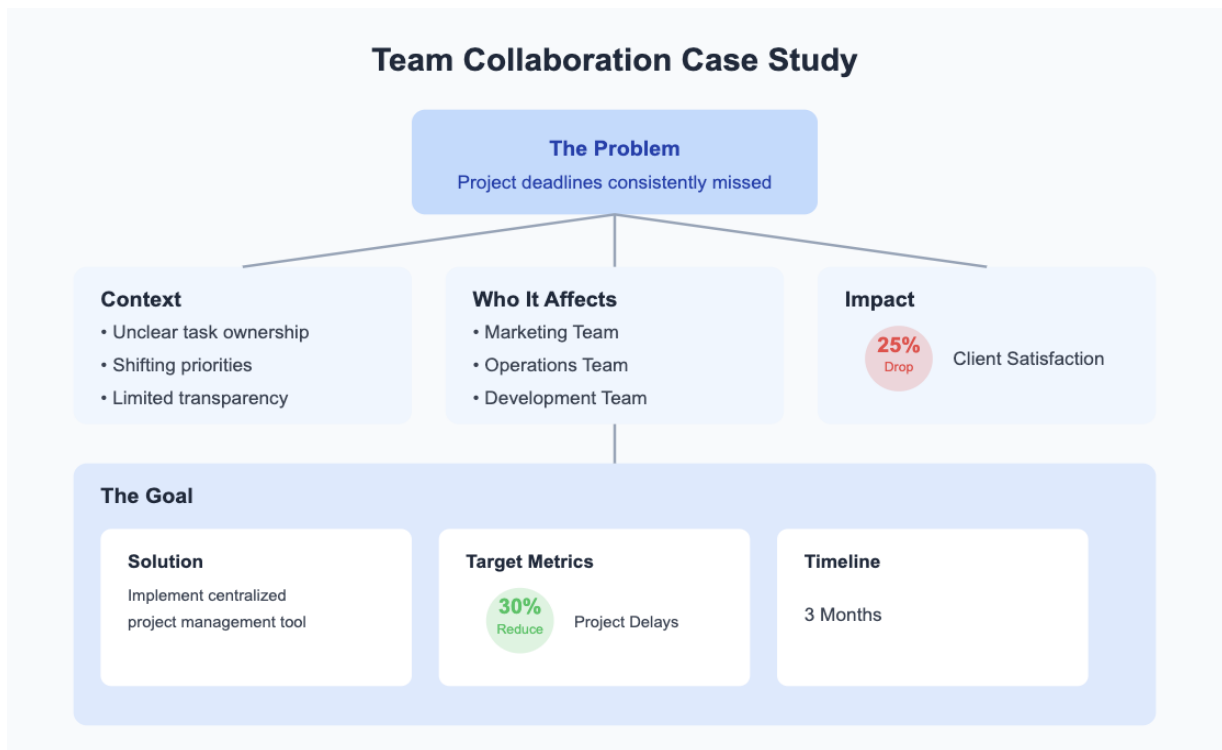 Team Collaboration Case Study
The Problem
Project deadlines consistently missed
Context
• Unclear task ownership
• Shifting priorities
• Limited transparency
Who It Affects
• Marketing Team
• Operations Team
• Development Team
Impact
25%
Drop
Client Satisfaction
The Goal
Solution
Implement centralized
project management tool
Target Metrics
30%
Reduce
Project Delays
Timeline
3 Months